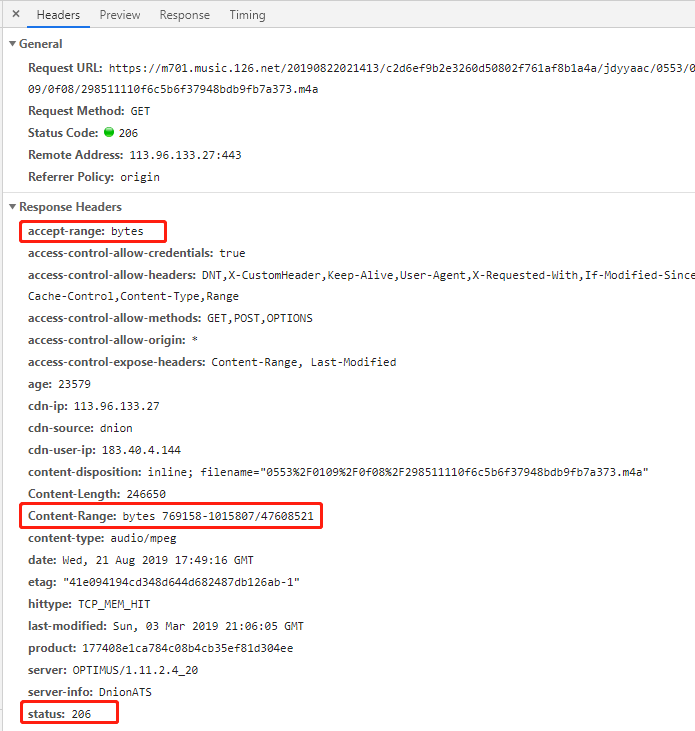 × Headers Preview Response Timing
▼ General
Request URL: https://m701.music.126.net/20190822021413/c2d6ef9b2e3260d50802f761af8b1a4a/jdyyaac/0553/0
09/0f08/298511110f6c5b6f37948bdb9fb7a373.m4a
Request Method: GET
Status Code: 206
Remote Address: 113.96.133.27:443
Referrer Policy: origin
▼ Response Headers
accept-range: bytes
access-control-allow-credentials: true
access-control-allow-headers: DNT,X-CustomHeader,Keep-Alive,User-Agent,X-Requested-With,If-Modified-Since
Cache-Control,Content-Type,Range
access-control-allow-methods: GET,POST,OPTIONS
access-control-allow-origin: *
access-control-expose-headers: Content-Range, Last-Modified
age: 23579
cdn-ip: 113.96.133.27
cdn-source: dnion
cdn-user-ip: 183.40.4.144
content-disposition: inline; filename="0553%2F0109%2F0f08%2F298511110f6c5b6f37948bdb9fb7a373.m4a"
Content-Length: 246650
Content-Range: bytes 769158-1015807/47608521
content-type: audio/mpeg
date: Wed, 21 Aug 2019 17:49:16 GMT
etag: "41e094194cd348d644d682487db126ab-1"
hittype: TCP_MEM_HIT
last-modified: Sun, 03 Mar 2019 21:06:05 GMT
product: 177408e1ca784c08b4cb35ef81d304ee
server: OPTIMUS/1.11.2.4_20
server-info: DnionATS
status: 206